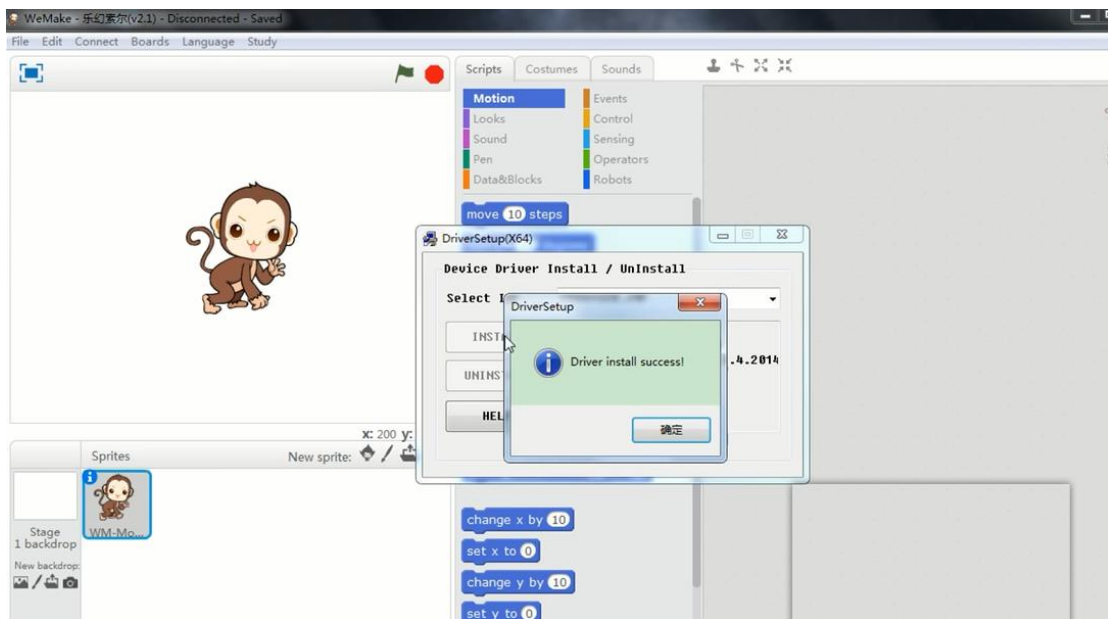 WeMake - 乐幻索尔(v2.1) - Disconnected - Saved
File Edit Connect Boards Language Study
Scripts Costumes Sounds
Motion Events
Looks Control
Sound Sensing
Pen Operators
Data&Blocks Robots
move 10 steps
DriverSetup(X64)
Device Driver Install / UnInstall
Select
DriverSetup
INST
Driver install success!
.4.2014
UNINS
HEL
确定
x: 200 y:
Sprites New sprite:
WM-Mo...
Stage
1 backdrop
New backdrop:
change x by 10
set x to 0
change y by 10
set y to 0